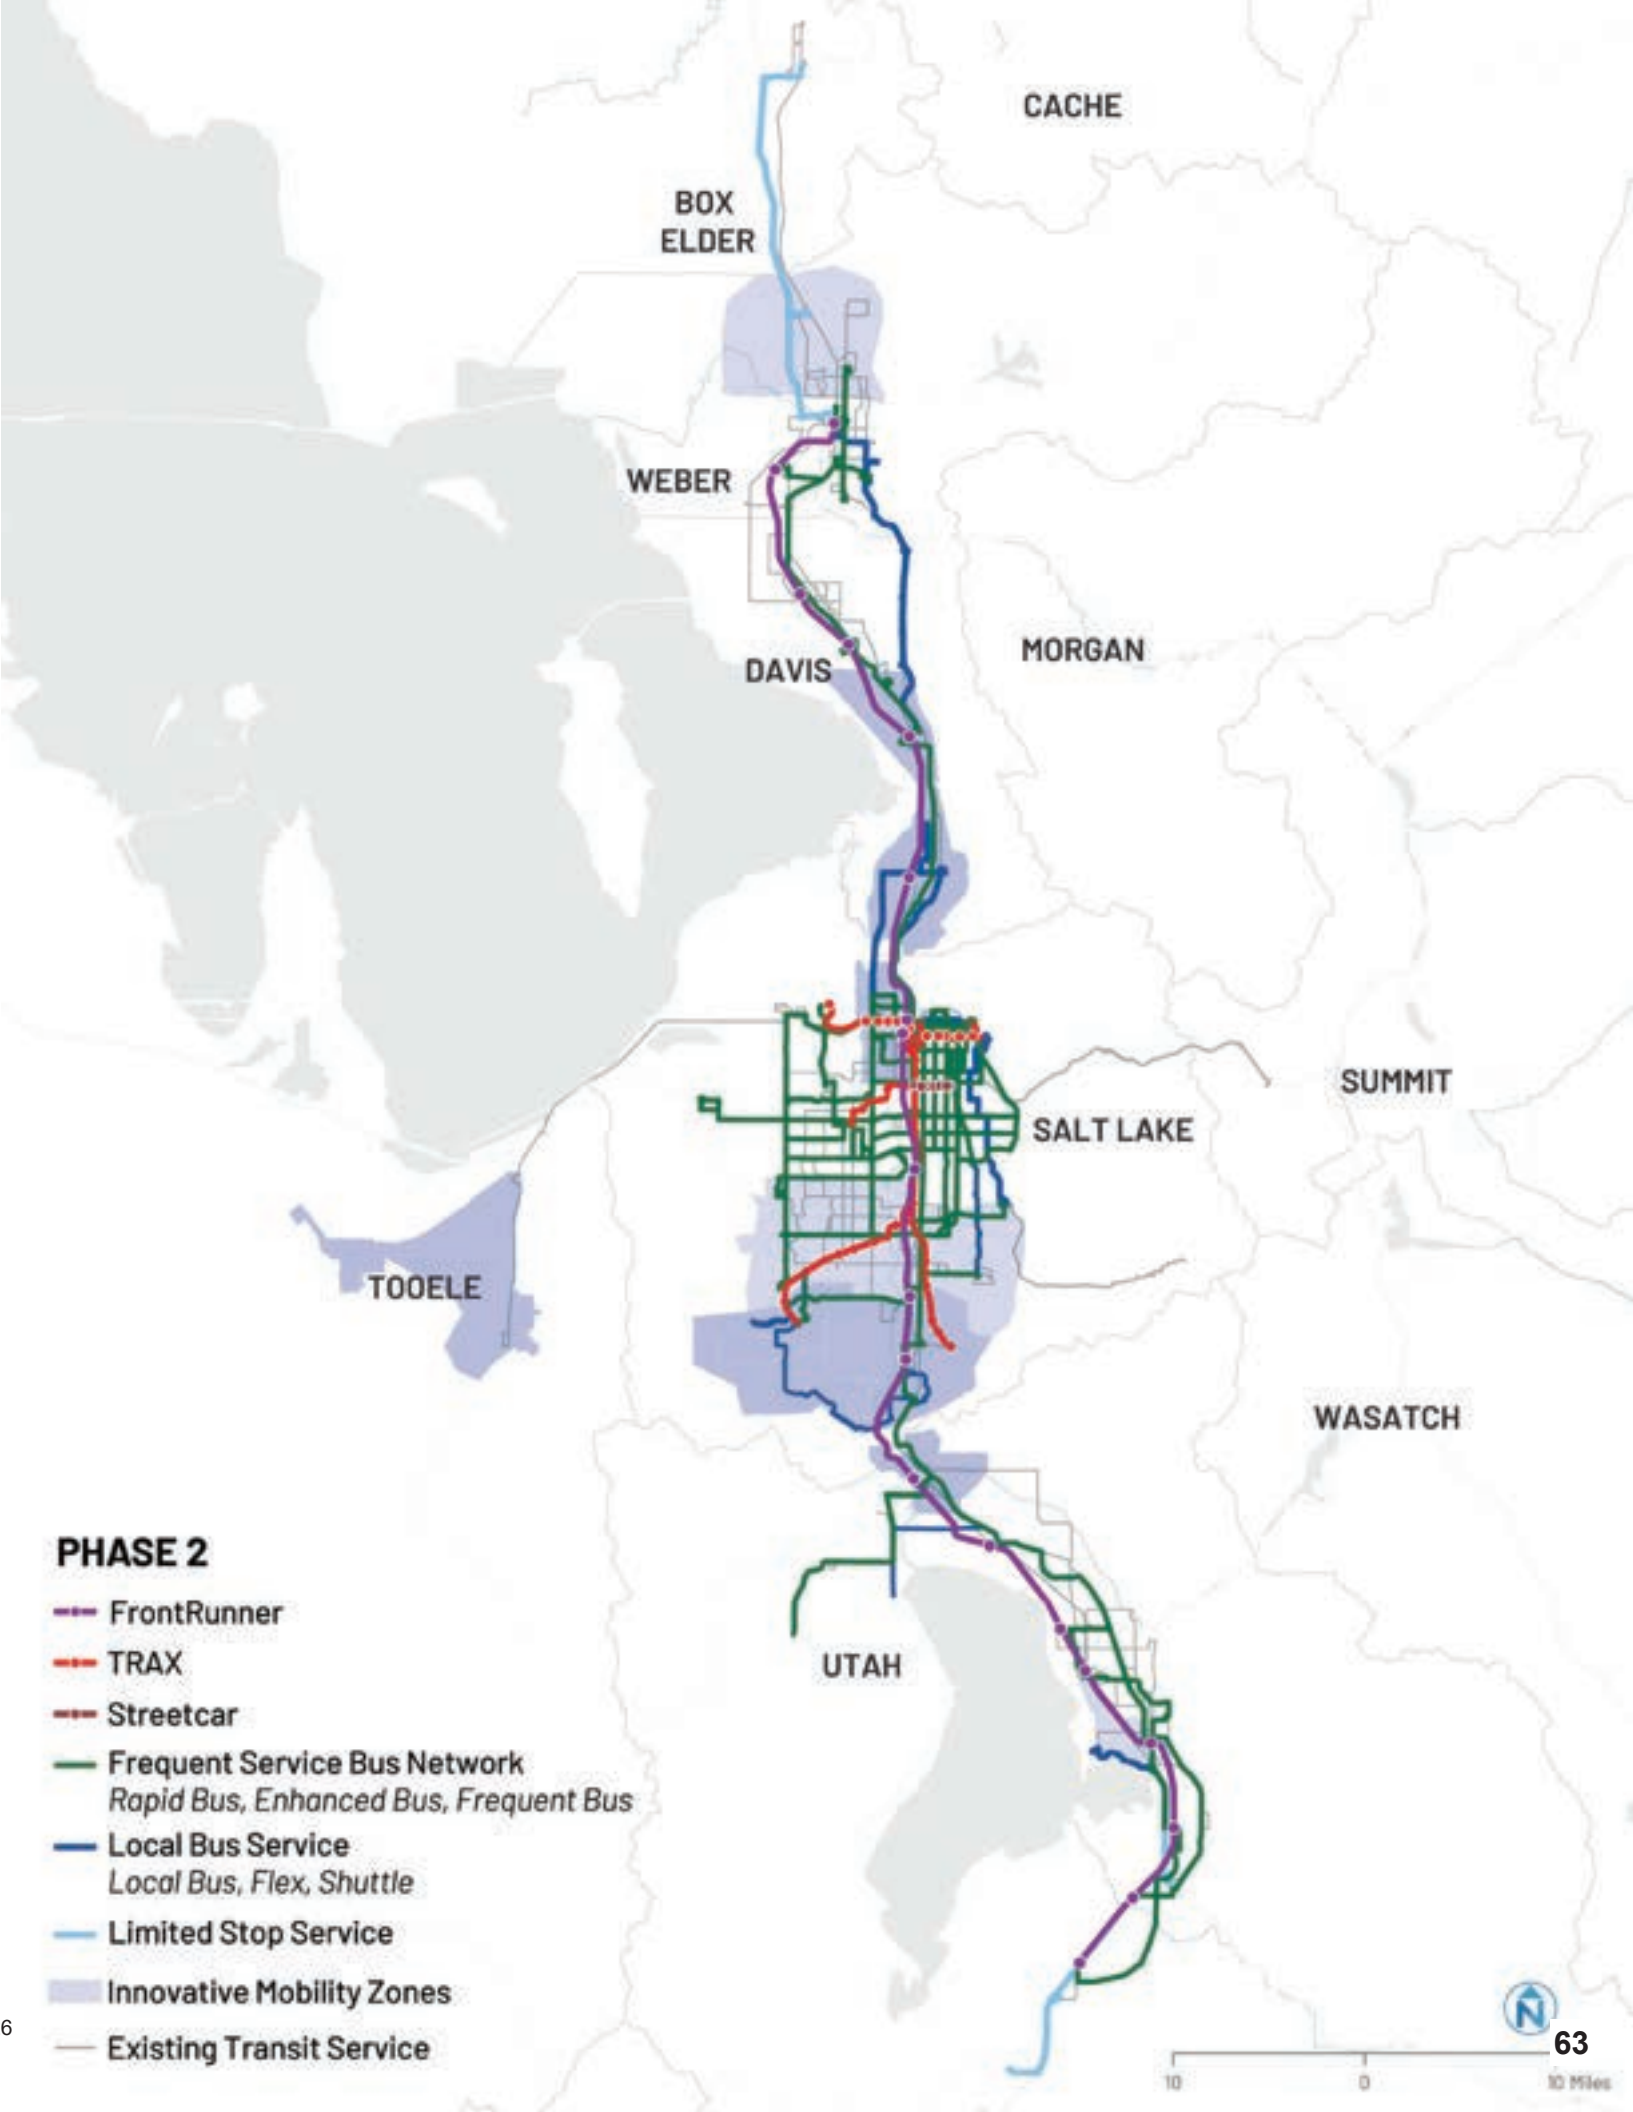 CACHE
BOX
ELDER
WEBER
MORGAN
DAVIS
SUMMIT
SALT LAKE
TOOELE
WASATCH
UTAH
PHASE 2
FrontRunner
TRAX
Streetcar
Frequent Service Bus Network
Rapid Bus, Enhanced Bus, Frequent Bus
Local Bus Service
Local Bus, Flex, Shuttle
Limited Stop Service
Innovative Mobility Zones
Existing Transit Service
N
6
63
10 0 10 Miles